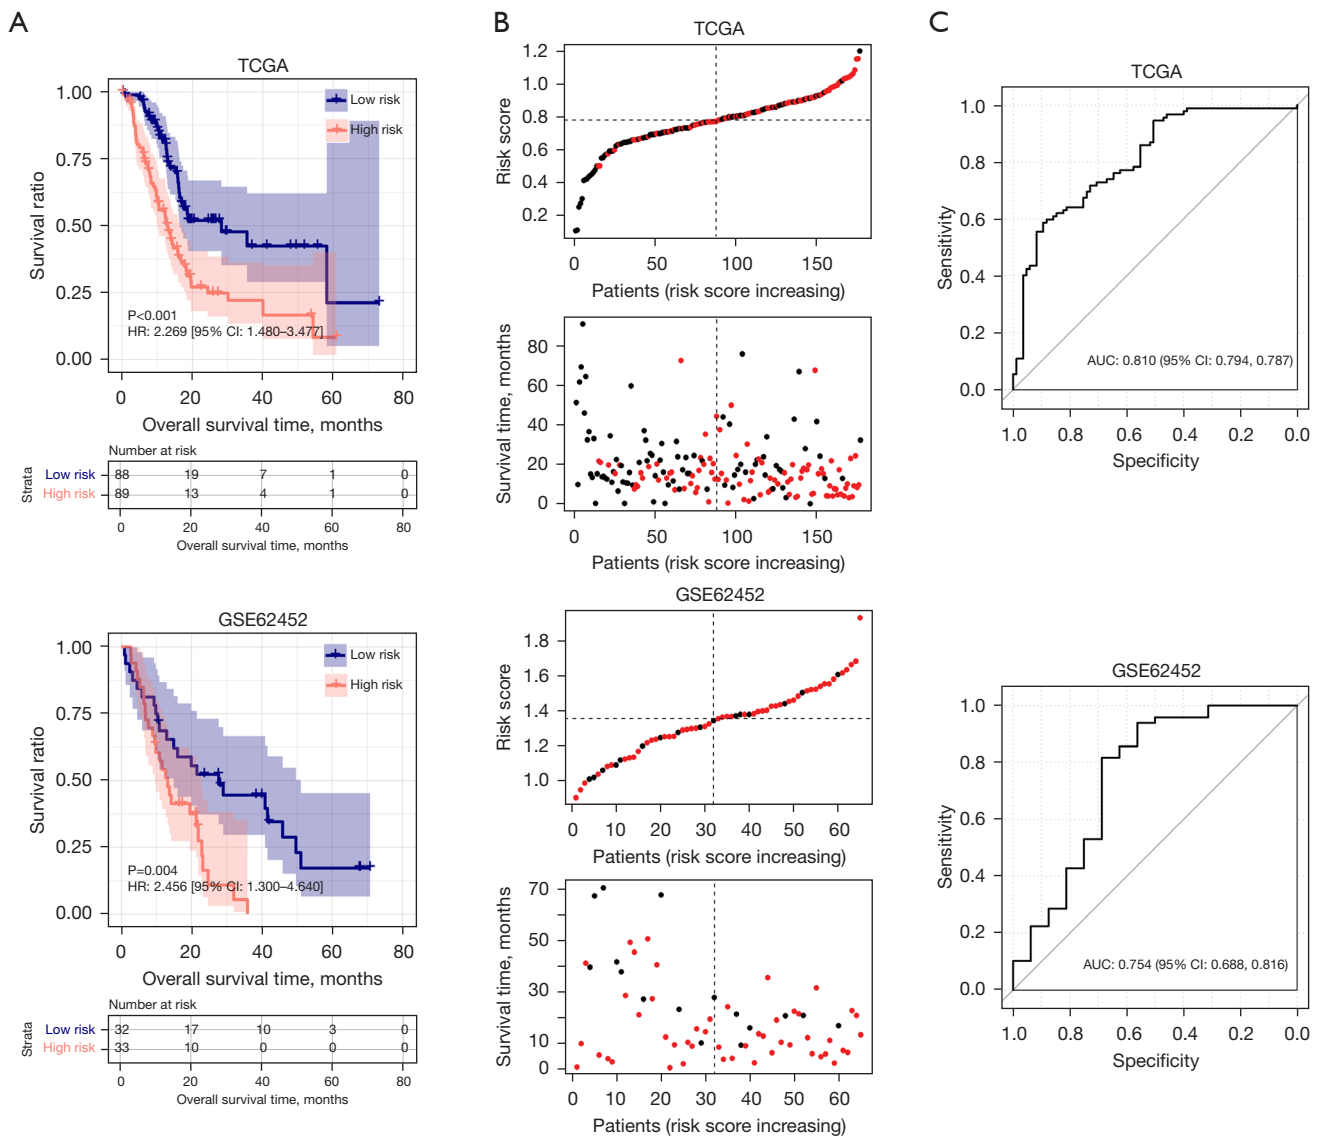 A
TCGA
1.00
0.75
0.50
0.25
0.00
Survival ratio
Low risk
High risk
P<0.001
HR: 2.269 [95% CI: 1.480–3.477]
0 20 40 60 80
Overall survival time, months
Number at risk
Strata
Low risk 88 19 7 1 0
High risk 89 13 4 1 0
0 20 40 60 80
Overall survival time, months
GSE62452
1.00
0.75
0.50
0.25
0.00
Survival ratio
Low risk
High risk
P=0.004
HR: 2.456 [95% CI: 1.300–4.640]
0 20 40 60 80
Overall survival time, months
Number at risk
Strata
Low risk 32 17 10 3 0
High risk 33 10 0 0 0
0 20 40 60 80
Overall survival time, months
B
TCGA
1.2
1.0
0.8
0.6
0.4
0.2
Risk score
0 50 100 150
Patients (risk score increasing)
80
60
40
20
0
Survival time, months
0 50 100 150
Patients (risk score increasing)
GSE62452
1.8
1.6
1.4
1.2
1.0
Risk score
0 10 20 30 40 50 60
Patients (risk score increasing)
70
50
30
10
0
Survival time, months
0 10 20 30 40 50 60
Patients (risk score increasing)
C
TCGA
1.0
0.8
0.6
0.4
0.2
0.0
Sensitivity
AUC: 0.810 (95% CI: 0.794, 0.787)
1.0 0.8 0.6 0.4 0.2 0.0
Specificity
GSE62452
1.0
0.8
0.6
0.4
0.2
0.0
Sensitivity
AUC: 0.754 (95% CI: 0.688, 0.816)
1.0 0.8 0.6 0.4 0.2 0.0
Specificity